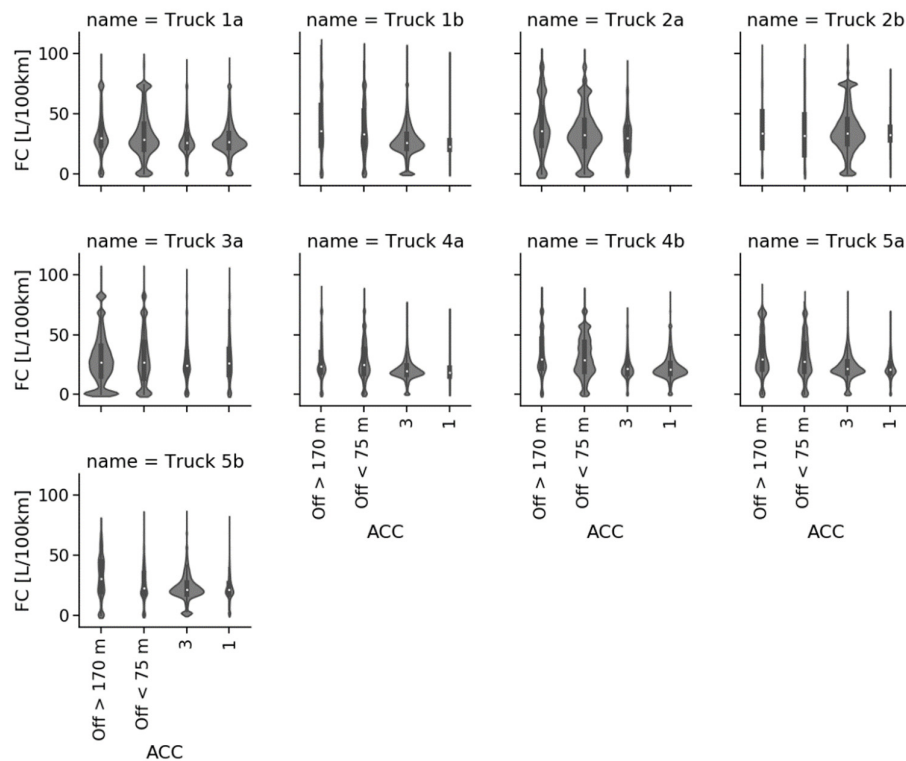 name = Truck 1a
name = Truck 1b
name = Truck 2a
name = Truck 2b
FC [L/100km]
100
50
0
name = Truck 3a
name = Truck 4a
name = Truck 4b
name = Truck 5a
FC [L/100km]
100
50
0
Off > 170 m
Off < 75 m
3
1
ACC
Off > 170 m
Off < 75 m
3
1
ACC
Off > 170 m
Off < 75 m
3
1
ACC
name = Truck 5b
FC [L/100km]
100
50
0
Off > 170 m
Off < 75 m
3
1
ACC